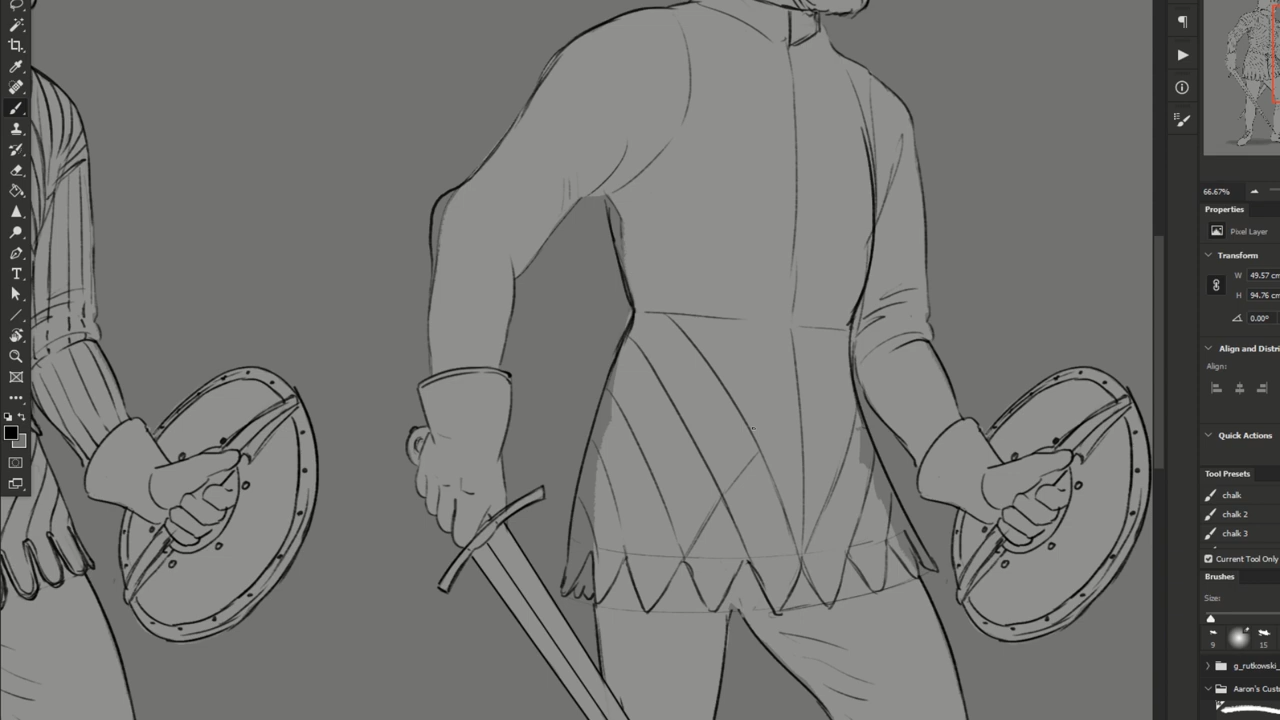 66.67%
Properties
Pixel Layer
Transform
W 49.57 cm
H 94.76 cm
0.00°
Align and Distri
Align:
Quick Actions
Tool Presets
chalk
chalk 2
chalk 3
Current Tool Only
Brushes
Size:
9
15
g_rutkowski_
Aaron's Cust